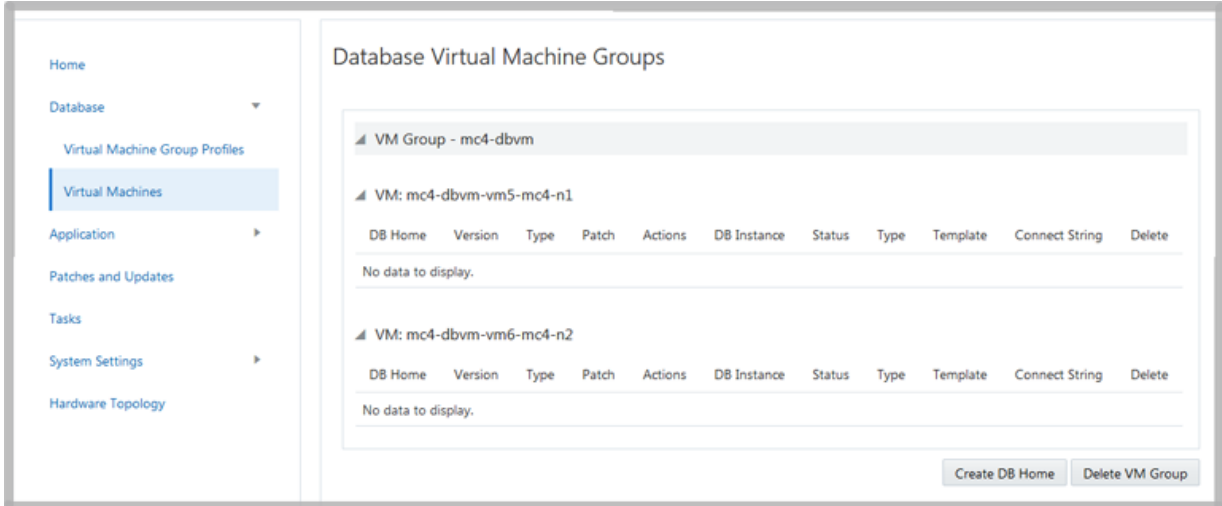 Home
Database
Virtual Machine Group Profiles
Virtual Machines
Application
Patches and Updates
Tasks
System Settings
Hardware Topology
Database Virtual Machine Groups
VM Group - mc4-dbvm
VM: mc4-dbvm-vm5-mc4-n1
DB Home Version Type Patch Actions DB Instance Status Type Template Connect String Delete
No data to display.
VM: mc4-dbvm-vm6-mc4-n2
DB Home Version Type Patch Actions DB Instance Status Type Template Connect String Delete
No data to display.
Create DB Home Delete VM Group